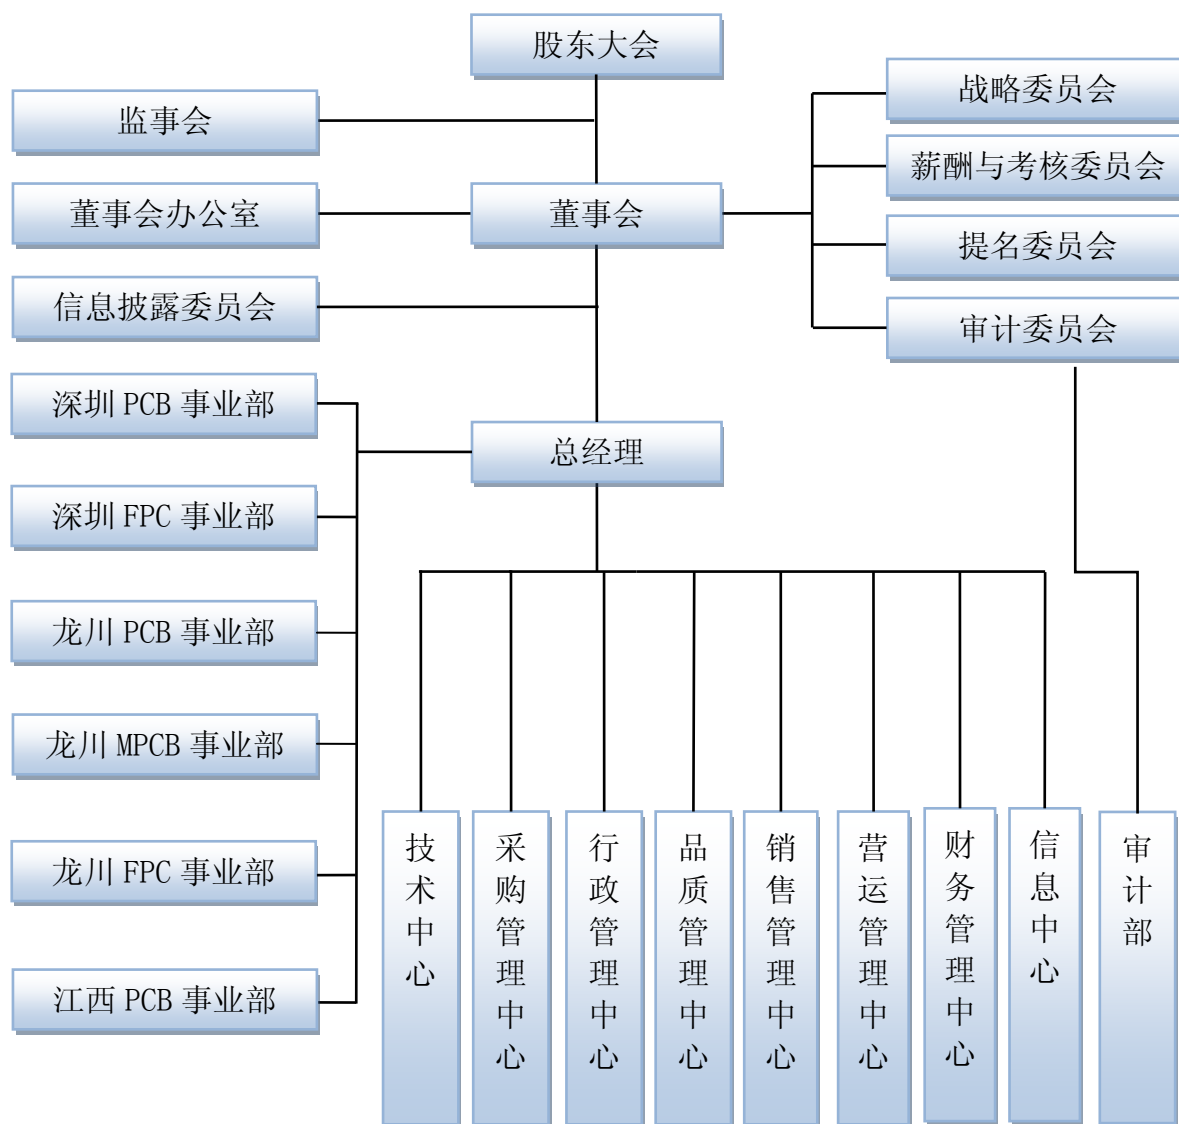 股东大会
战略委员会
监事会
薪酬与考核委员会
董事会办公室
董事会
提名委员会
信息披露委员会
审计委员会
深圳 PCB 事业部
总经理
深圳 FPC 事业部
龙川 PCB 事业部
龙川 MPCB 事业部
龙川 FPC 事业部
江西 PCB 事业部
技术中心
采购管理中心
行政管理中心
品质管理中心
销售管理中心
营运管理中心
财务管理中心
信息中心
审计部